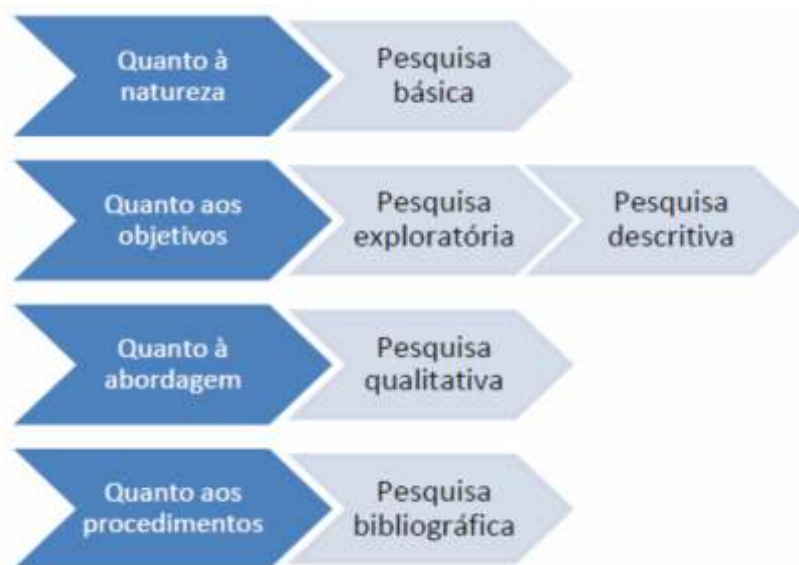 Quanto à
natureza
Pesquisa
básica
Quanto aos
objetivos
Pesquisa
exploratória
Pesquisa
descritiva
Quanto à
abordagem
Pesquisa
qualitativa
Quanto aos
procedimentos
Pesquisa
bibliográfica